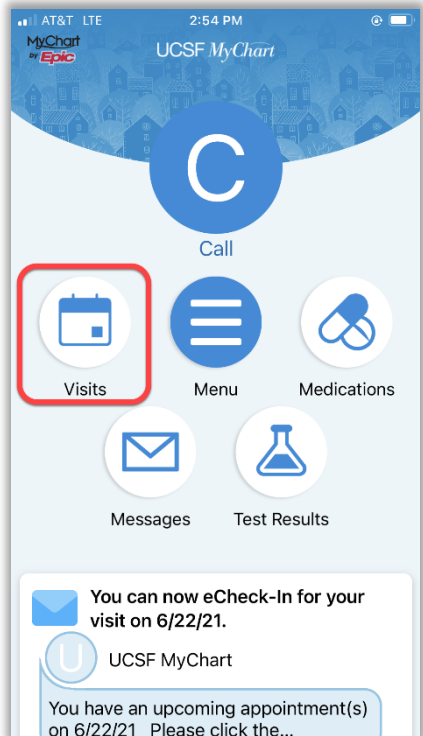 AT&T LTE 2:54 PM
MyChart
by Epic
UCSF MyChart
C
Call
Visits Menu Medications
Messages Test Results
You can now eCheck-In for your
visit on 6/22/21.
U
UCSF MyChart
You have an upcoming appointment(s)
on 6/22/21 Please click the...